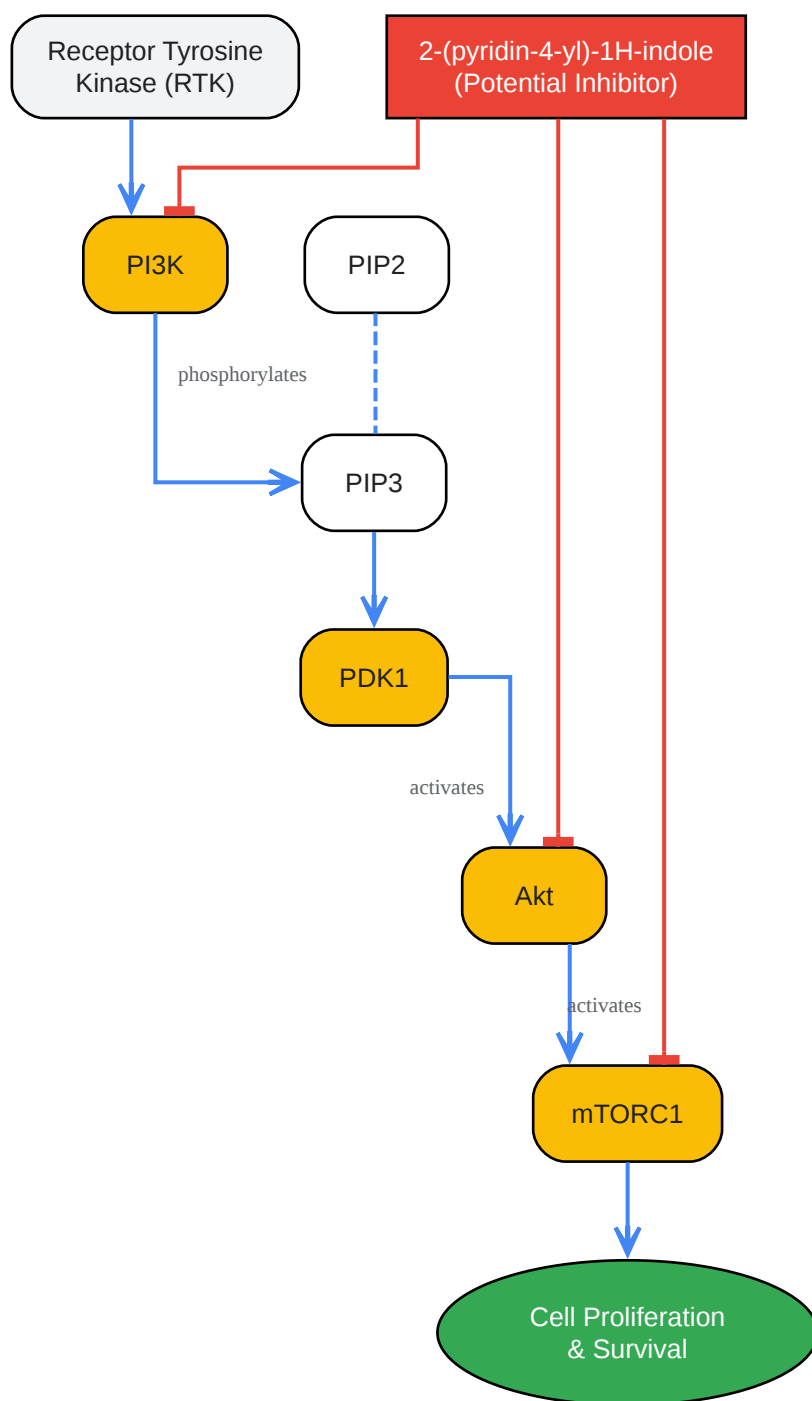 Receptor Tyrosine
Kinase (RTK)
2-(pyridin-4-yl)-1H-indole
(Potential Inhibitor)
PI3K
PIP2
phosphorylates
PIP3
PDK1
activates
Akt
activates
mTORC1
Cell Proliferation
& Survival